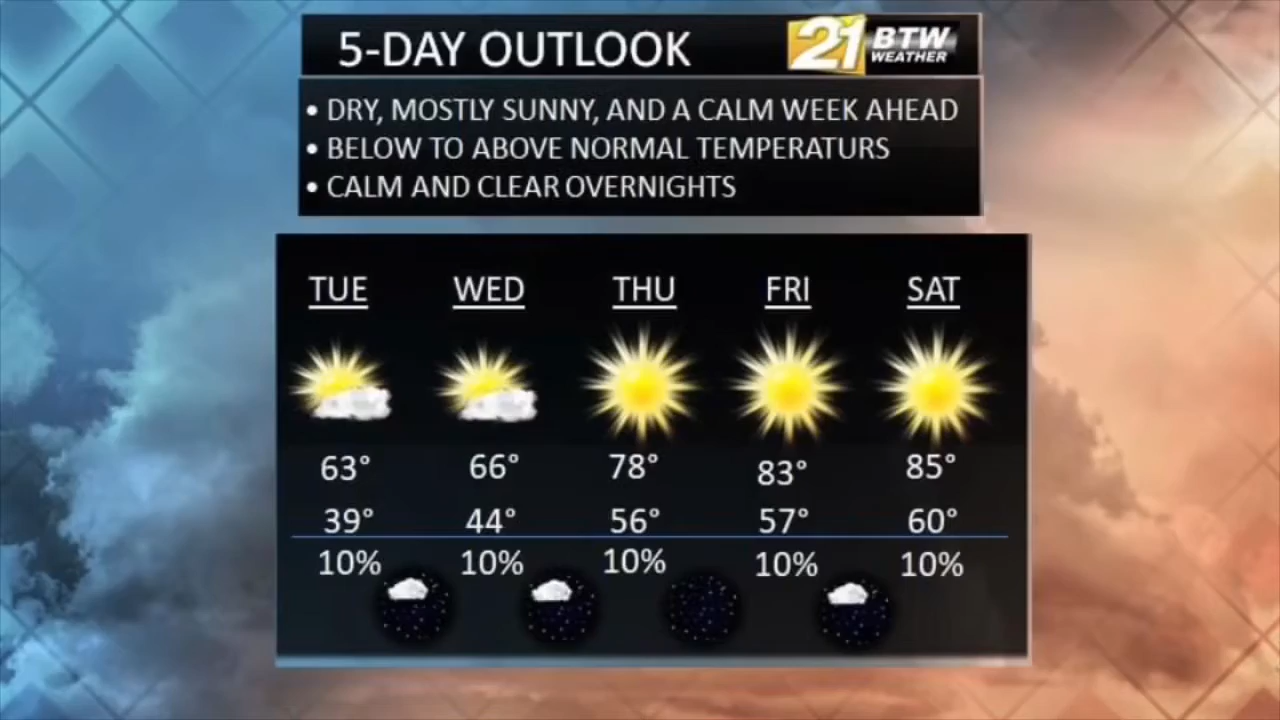 5-DAY OUTLOOK
21 BTW
WEATHER
• DRY, MOSTLY SUNNY, AND A CALM WEEK AHEAD
• BELOW TO ABOVE NORMAL TEMPERATURS
• CALM AND CLEAR OVERNIGHTS
TUE WED THU FRI SAT
63° 66° 78° 83° 85°
39° 44° 56° 57° 60°
10% 10% 10% 10% 10%